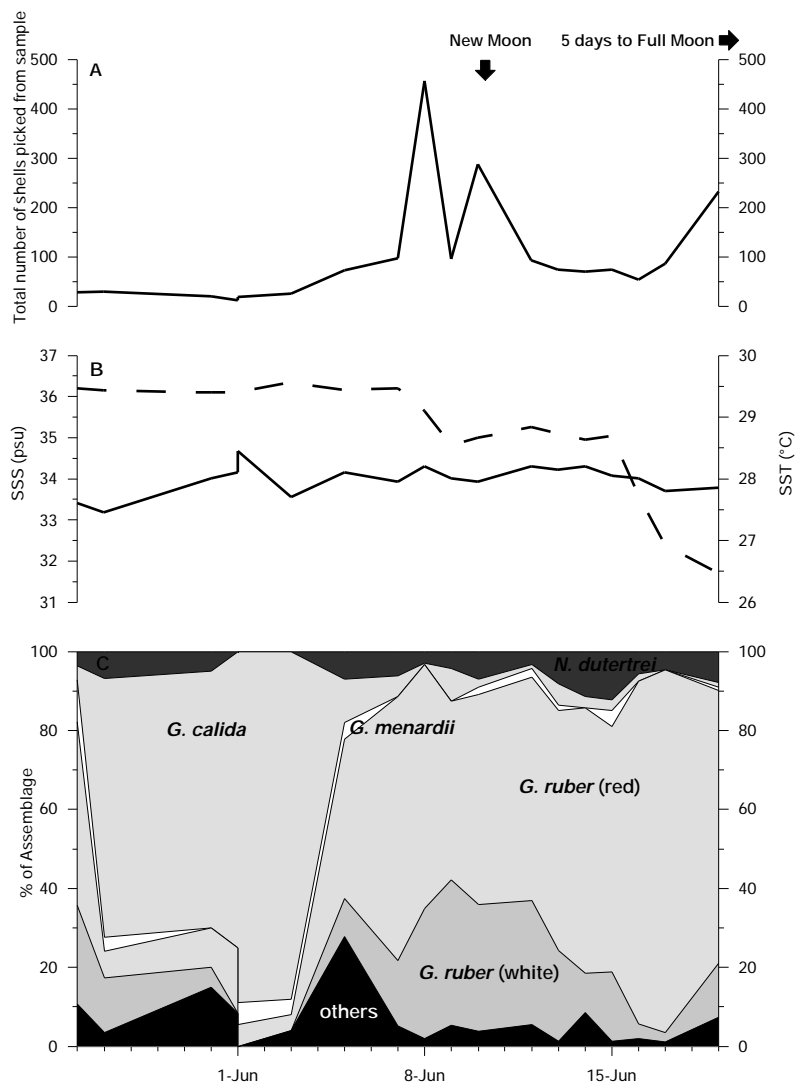 New Moon 5 days to Full Moon
Total number of shells picked from sample
A
500 500
400 400
300 300
200 200
100 100
0 0
B
SSS (psu)
SST (°C)
37 30
36 29
35
34 28
33 27
32
31 26
C
% of Assemblage
N. dutertrei
G. calida
G. menardii
G. ruber (red)
G. ruber (white)
others
100 100
80 80
60 60
40 40
20 20
0 0
1-Jun 8-Jun 15-Jun